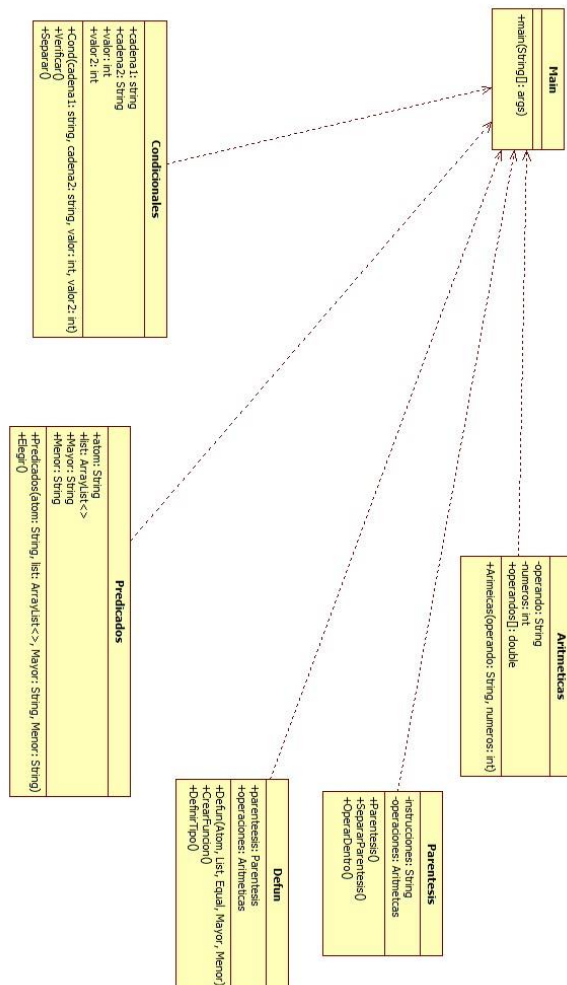 Main
+main(String[]: args)
Condicionales
+cadena1: string
+cadena2: String
+valor: int
+valor2: int
+Cond(cadena1: string, cadena2: string, valor: int, valor2: int)
+Verificar()
+Separar()
Predicados
+atom: String
+list: ArrayList<>
+Mayor: String
+Menor: String
+Predicados(atom: String, list: ArrayList<>, Mayor: String, Menor: String)
+Elegir()
Defun
+parenteesis: Parentesis
+operaciones: Aritmeticas
+Defun(Atom, List, Equal, Mayor, Menor)
+CrearFuncion()
+DefinirTipo()
Parentesis
-instrucciones: String
-operaciones: Aritmetcas
+Parentesis()
+SepararParentesis()
+OperarDentro()
Aritmeticas
-operando: String
-numeros: int
+operandos[]: double
+Arimeicas(operando: String, numeros: int)